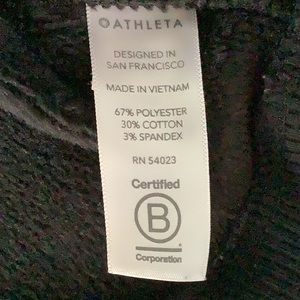 ATHLETA
DESIGNED IN
SAN FRANCISCO
MADE IN VIETNAM
67% POLYESTER
30% COTTON
3% SPANDEX
RN 54023
Certified
B
Corporation